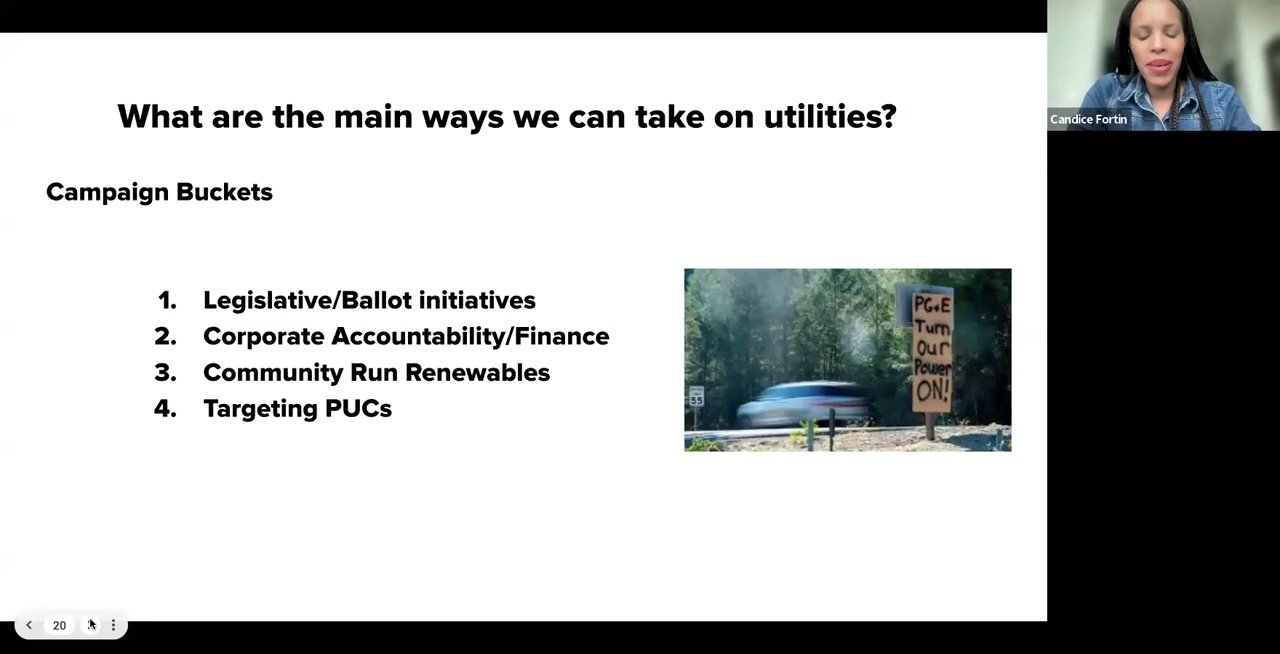 What are the main ways we can take on utilities?
Candice Fortin
Campaign Buckets
1. Legislative/Ballot initiatives
2. Corporate Accountability/Finance
3. Community Run Renewables
4. Targeting PUCs
PG&E
Turn
Our
Power
ON!
55
20